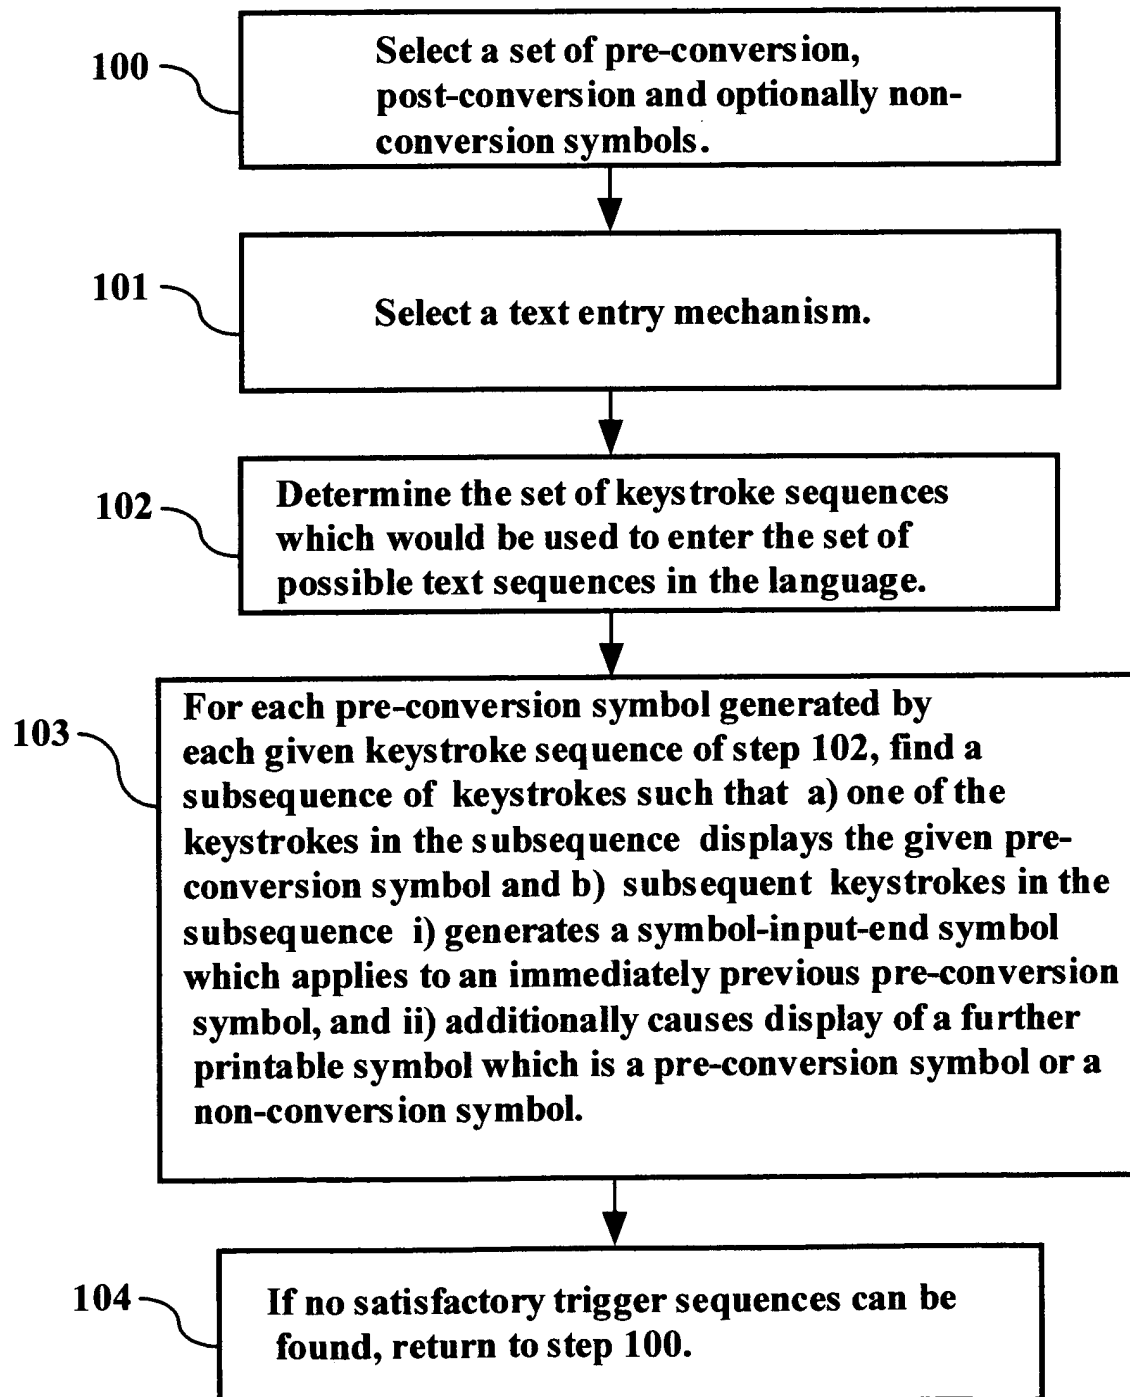 100
Select a set of pre-conversion,
post-conversion and optionally non-
conversion symbols.
101
Select a text entry mechanism.
102
Determine the set of keystroke sequences
which would be used to enter the set of
possible text sequences in the language.
103
For each pre-conversion symbol generated by
each given keystroke sequence of step 102, find a
subsequence of keystrokes such that a) one of the
keystrokes in the subsequence displays the given pre-
conversion symbol and b) subsequent keystrokes in the
subsequence i) generates a symbol-input-end symbol
which applies to an immediately previous pre-conversion
symbol, and ii) additionally causes display of a further
printable symbol which is a pre-conversion symbol or a
non-conversion symbol.
104
If no satisfactory trigger sequences can be
found, return to step 100.